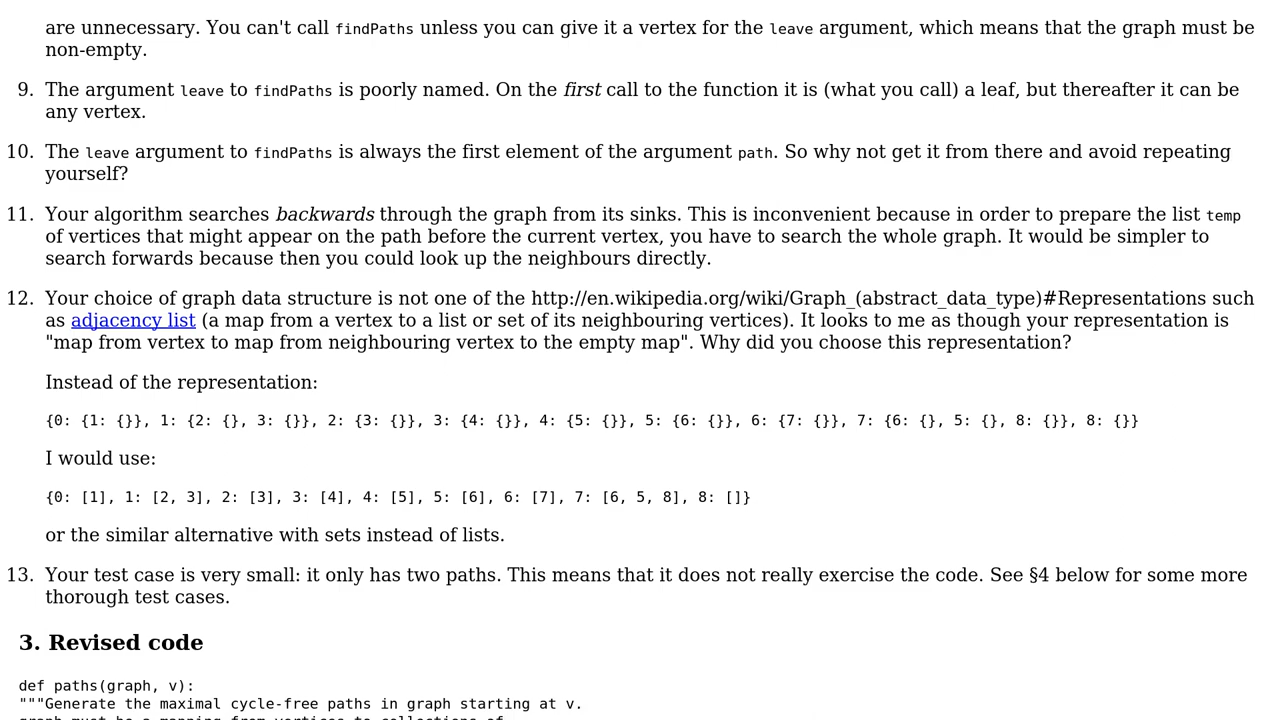 are unnecessary. You can't call findPaths unless you can give it a vertex for the leave argument, which means that the graph must be
non-empty.
9. The argument leave to findPaths is poorly named. On the first call to the function it is (what you call) a leaf, but thereafter it can be
any vertex.
10. The leave argument to findPaths is always the first element of the argument path. So why not get it from there and avoid repeating
yourself?
11. Your algorithm searches backwards through the graph from its sinks. This is inconvenient because in order to prepare the list temp
of vertices that might appear on the path before the current vertex, you have to search the whole graph. It would be simpler to
search forwards because then you could look up the neighbours directly.
12. Your choice of graph data structure is not one of the http://en.wikipedia.org/wiki/Graph_(abstract_data_type)#Representations such
as adjacency list (a map from a vertex to a list or set of its neighbouring vertices). It looks to me as though your representation is
"map from vertex to map from neighbouring vertex to the empty map". Why did you choose this representation?
Instead of the representation:
{0: {1: {}}, 1: {2: {}, 3: {}}, 2: {3: {}}, 3: {4: {}}, 4: {5: {}}, 5: {6: {}}, 6: {7: {}}, 7: {6: {}, 5: {}, 8: {}}, 8: {}}
I would use:
{0: [1], 1: [2, 3], 2: [3], 3: [4], 4: [5], 5: [6], 6: [7], 7: [6, 5, 8], 8: []}
or the similar alternative with sets instead of lists.
13. Your test case is very small: it only has two paths. This means that it does not really exercise the code. See §4 below for some more
thorough test cases.
3. Revised code
def paths(graph, v):
"""Generate the maximal cycle-free paths in graph starting at v.
graph must be a mapping from vertices to collections of